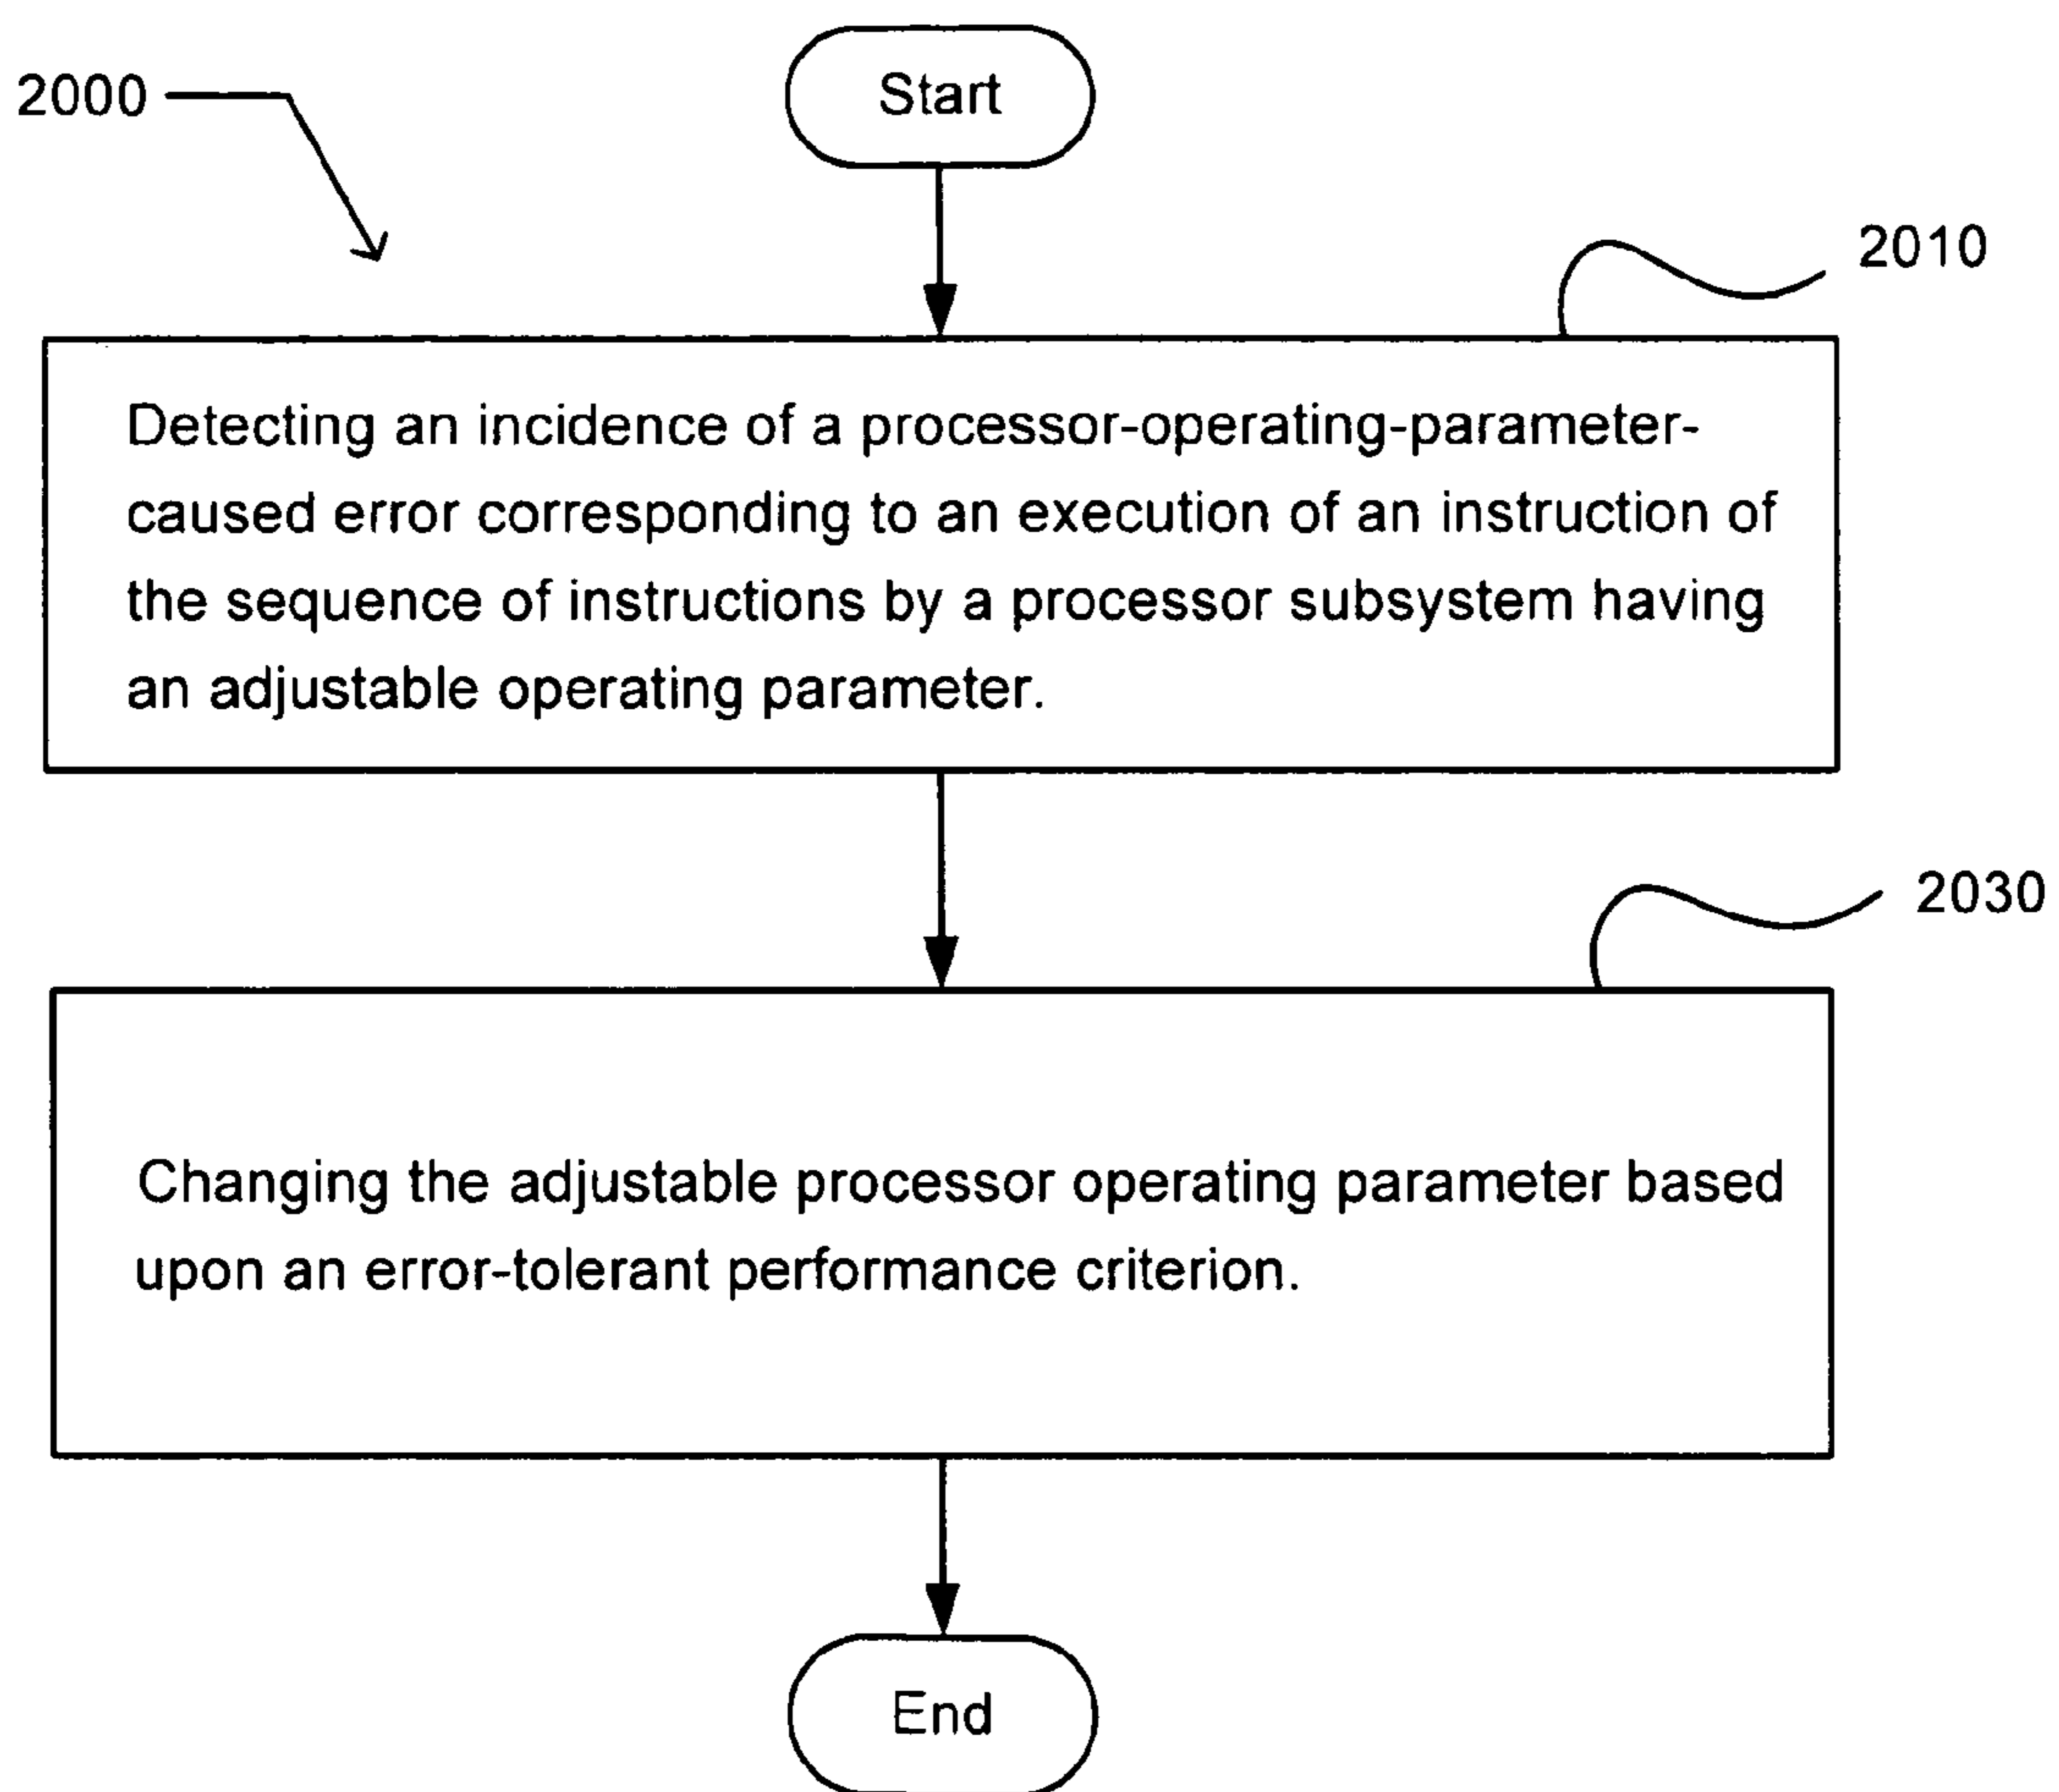 Start
2000
2010
Detecting an incidence of a processor-operating-parameter-
caused error corresponding to an execution of an instruction of
the sequence of instructions by a processor subsystem having
an adjustable operating parameter.
2030
Changing the adjustable processor operating parameter based
upon an error-tolerant performance criterion.
End